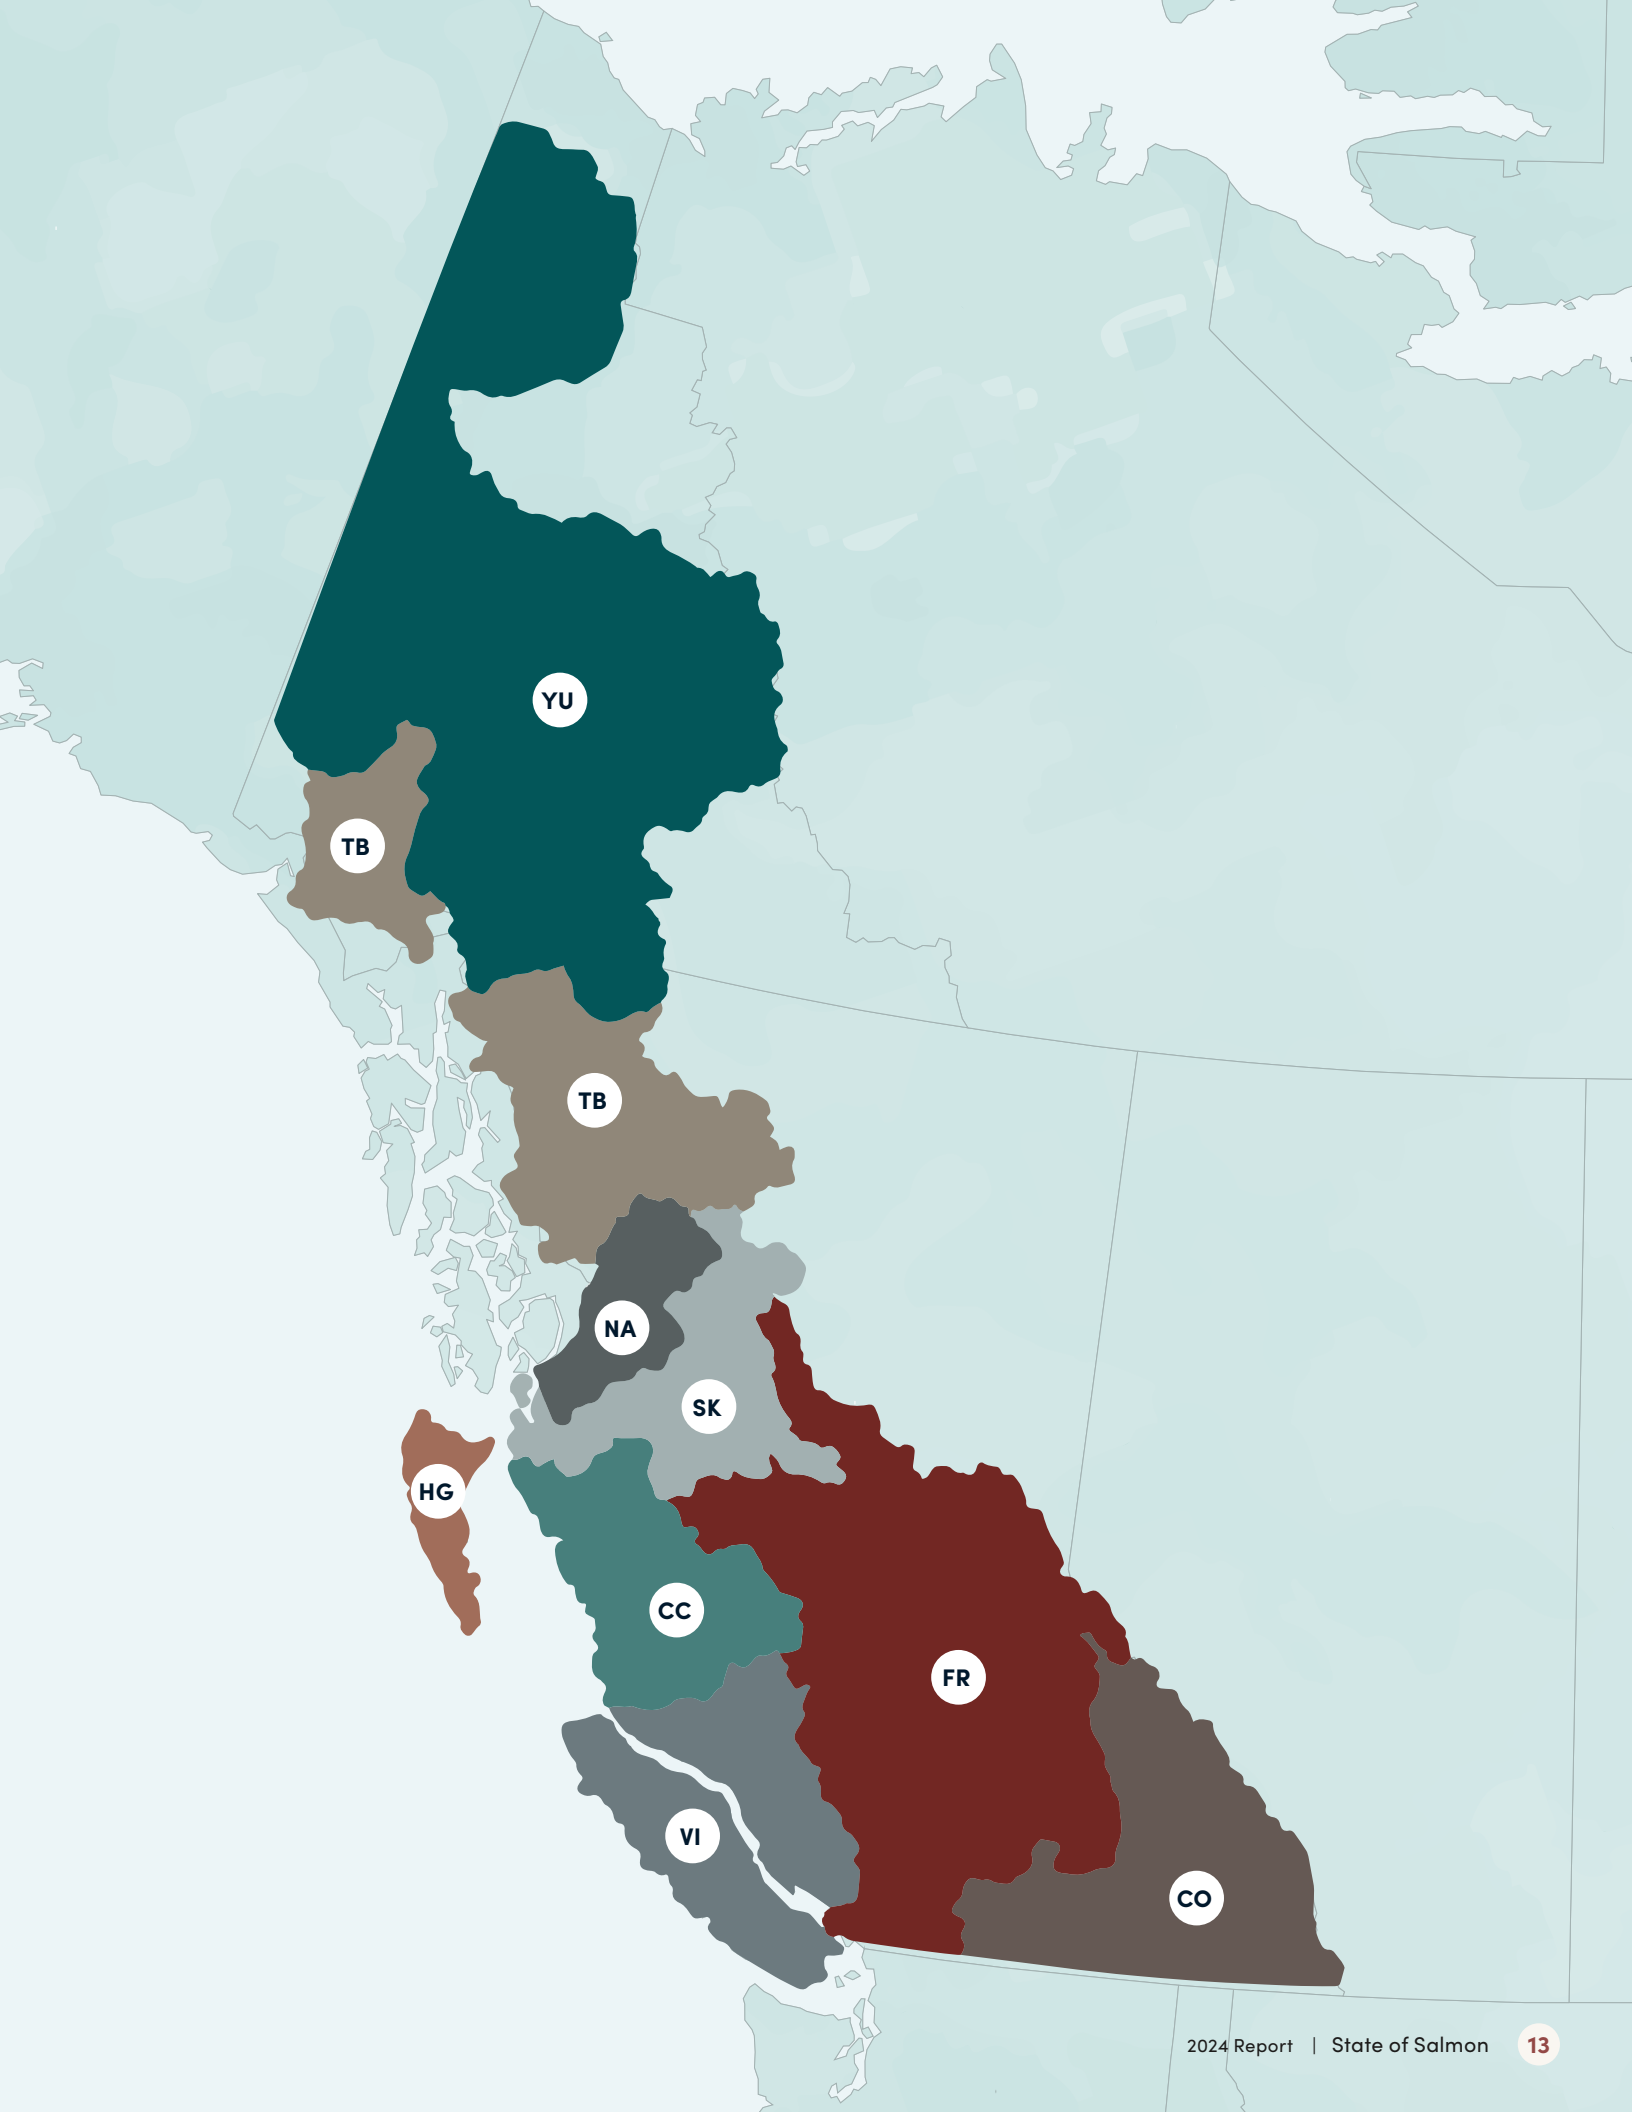 YU
TB
TB
NA
SK
HG
CC
FR
VI
CO
2024 Report | State of Salmon 13